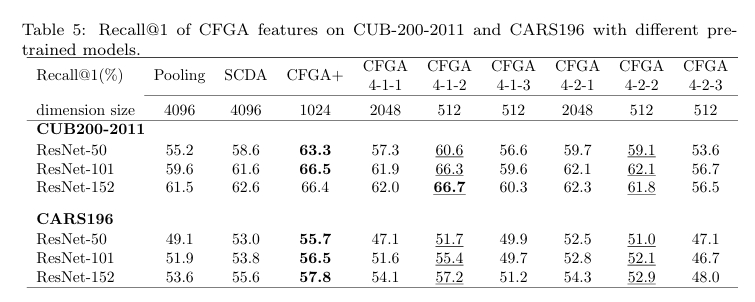 Table 5: Recall@1 of CFGA features on CUB-200-2011 and CARS196 with different pre-
trained models.
Recall@1(%) Pooling SCDA CFGA+ CFGA 4-1-1 CFGA 4-1-2 CFGA 4-1-3 CFGA 4-2-1 CFGA 4-2-2 CFGA 4-2-3
dimension size 4096 4096 1024 2048 512 512 2048 512 512
CUB200-2011
ResNet-50 55.2 58.6 63.3 57.3 60.6 56.6 59.7 59.1 53.6
ResNet-101 59.6 61.6 66.5 61.9 66.3 59.6 62.1 62.1 56.7
ResNet-152 61.5 62.6 66.4 62.0 66.7 60.3 62.3 61.8 56.5
CARS196
ResNet-50 49.1 53.0 55.7 47.1 51.7 49.9 52.5 51.0 47.1
ResNet-101 51.9 53.8 56.5 51.6 55.4 49.7 52.8 52.1 46.7
ResNet-152 53.6 55.6 57.8 54.1 57.2 51.2 54.3 52.9 48.0